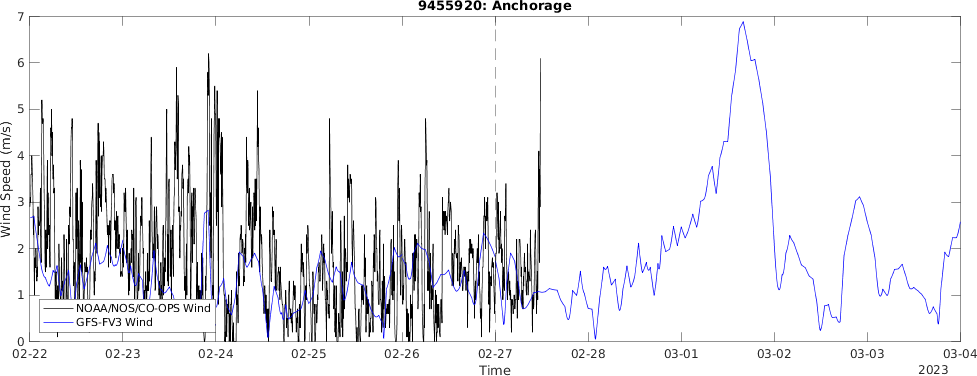 9455920: Anchorage
7
6
5
4
3
2
1
0
Wind Speed (m/s)
NOAA/NOS/CO-OPS Wind
GFS-FV3 Wind
02-22 02-23 02-24 02-25 02-26 02-27 02-28 03-01 03-02 03-03 03-04
Time
2023